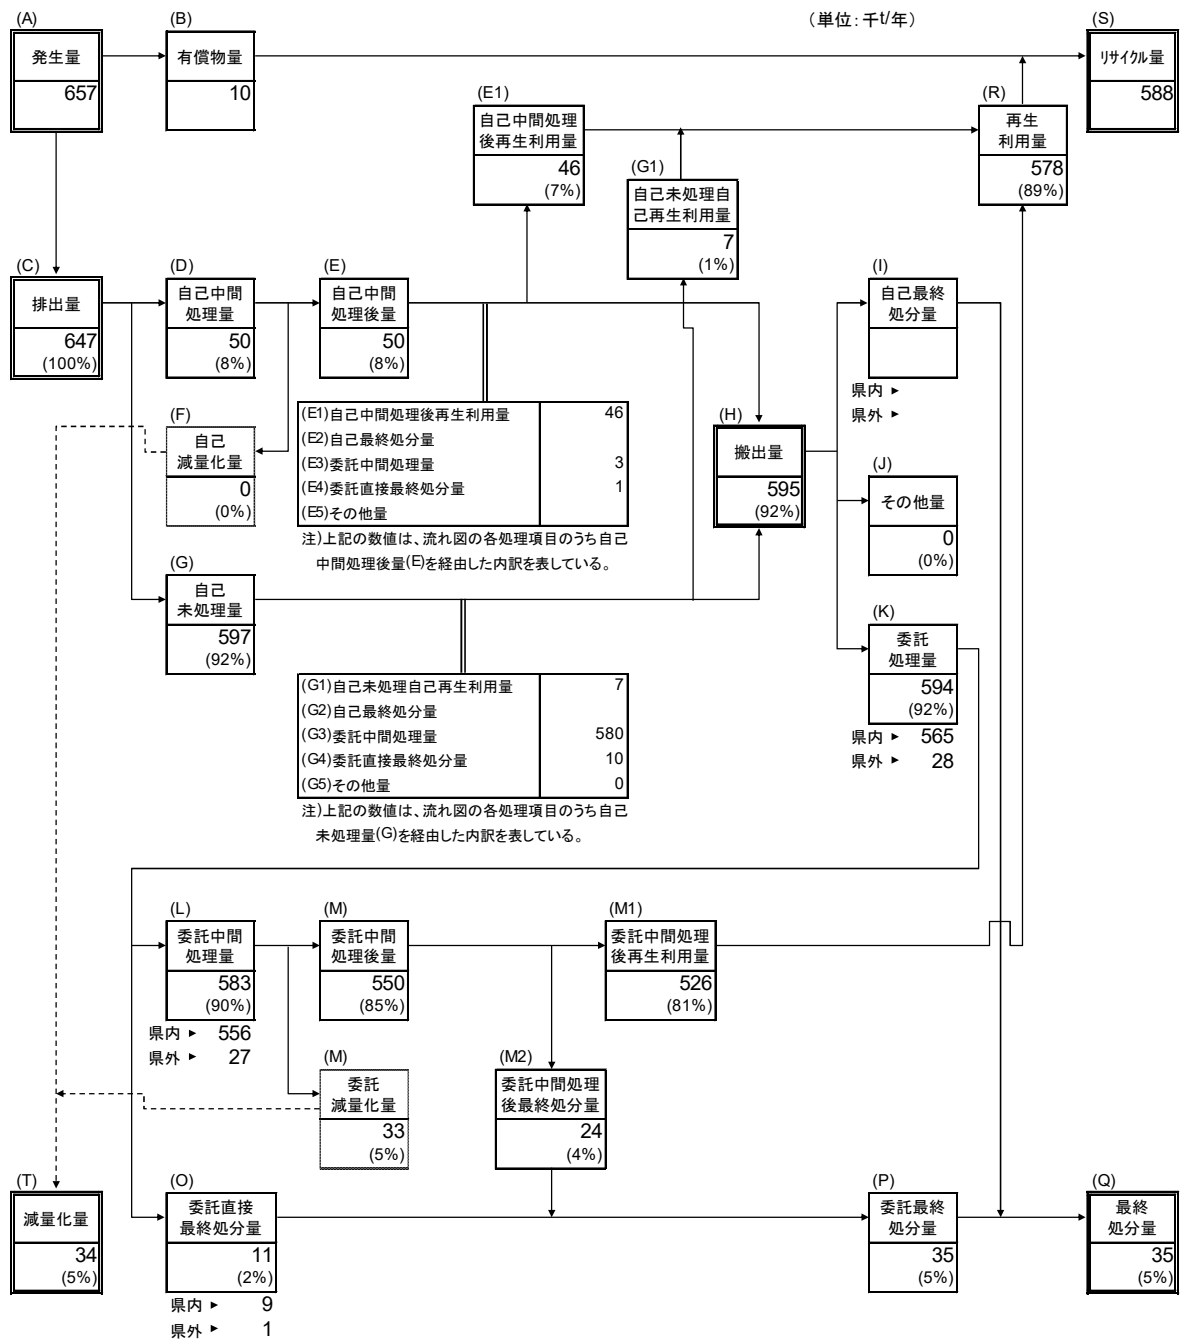 (A)
(B)
(単位:千t/年)
(S)
発生量
657
有償物量
10
リサイクル量
588
(E1)
自己中間処理
後再生利用量
46
(7%)
(R)
再生
利用量
578
(89%)
(G1)
自己未処理自
己再生利用量
7
(1%)
(C)
排出量
647
(100%)
(D)
自己中間
処理量
50
(8%)
(E)
自己中間
処理後量
50
(8%)
(I)
自己最終
処分量
県内 ►
県外 ►
(F)
自己
減量化量
0
(0%)
(E1)自己中間処理後再生利用量 46
(E2)自己最終処分量
(E3)委託中間処理量 3
(E4)委託直接最終処分量 1
(E5)その他量
注)上記の数値は、流れ図の各処理項目のうち自己
中間処理後量(E)を経由した内訳を表している。
(H)
搬出量
595
(92%)
(J)
その他量
0
(0%)
(G)
自己
未処理量
597
(92%)
(K)
委託
処理量
594
(92%)
県内 ► 565
県外 ► 28
(G1)自己未処理自己再生利用量 7
(G2)自己最終処分量
(G3)委託中間処理量 580
(G4)委託直接最終処分量 10
(G5)その他量 0
注)上記の数値は、流れ図の各処理項目のうち自己
未処理量(G)を経由した内訳を表している。
(L)
委託中間
処理量
583
(90%)
県内 ► 556
県外 ► 27
(M)
委託中間
処理後量
550
(85%)
(M1)
委託中間処理
後再生利用量
526
(81%)
(M)
委託
減量化量
33
(5%)
(M2)
委託中間処理
後最終処分量
24
(4%)
(T)
減量化量
34
(5%)
(O)
委託直接
最終処分量
11
(2%)
県内 ► 9
県外 ► 1
(P)
委託最終
処分量
35
(5%)
(Q)
最終
処分量
35
(5%)